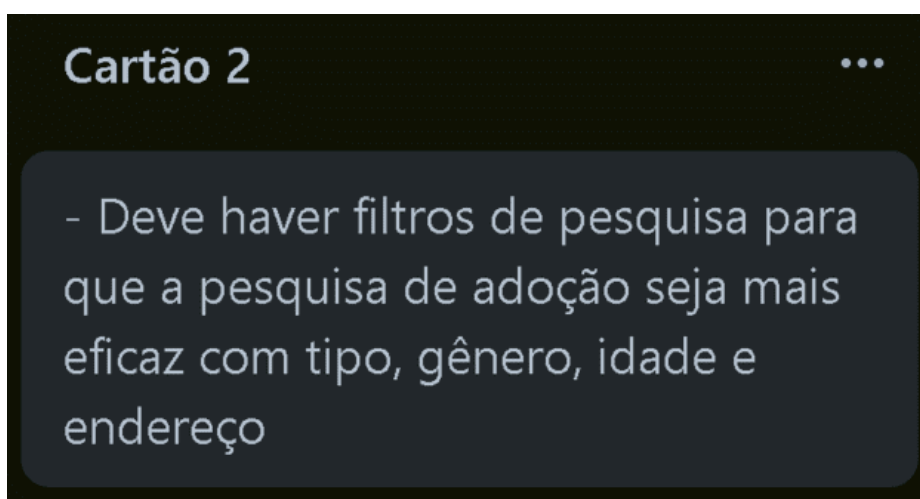 Cartão 2
- Deve haver filtros de pesquisa para
que a pesquisa de adoção seja mais
eficaz com tipo, gênero, idade e
endereço